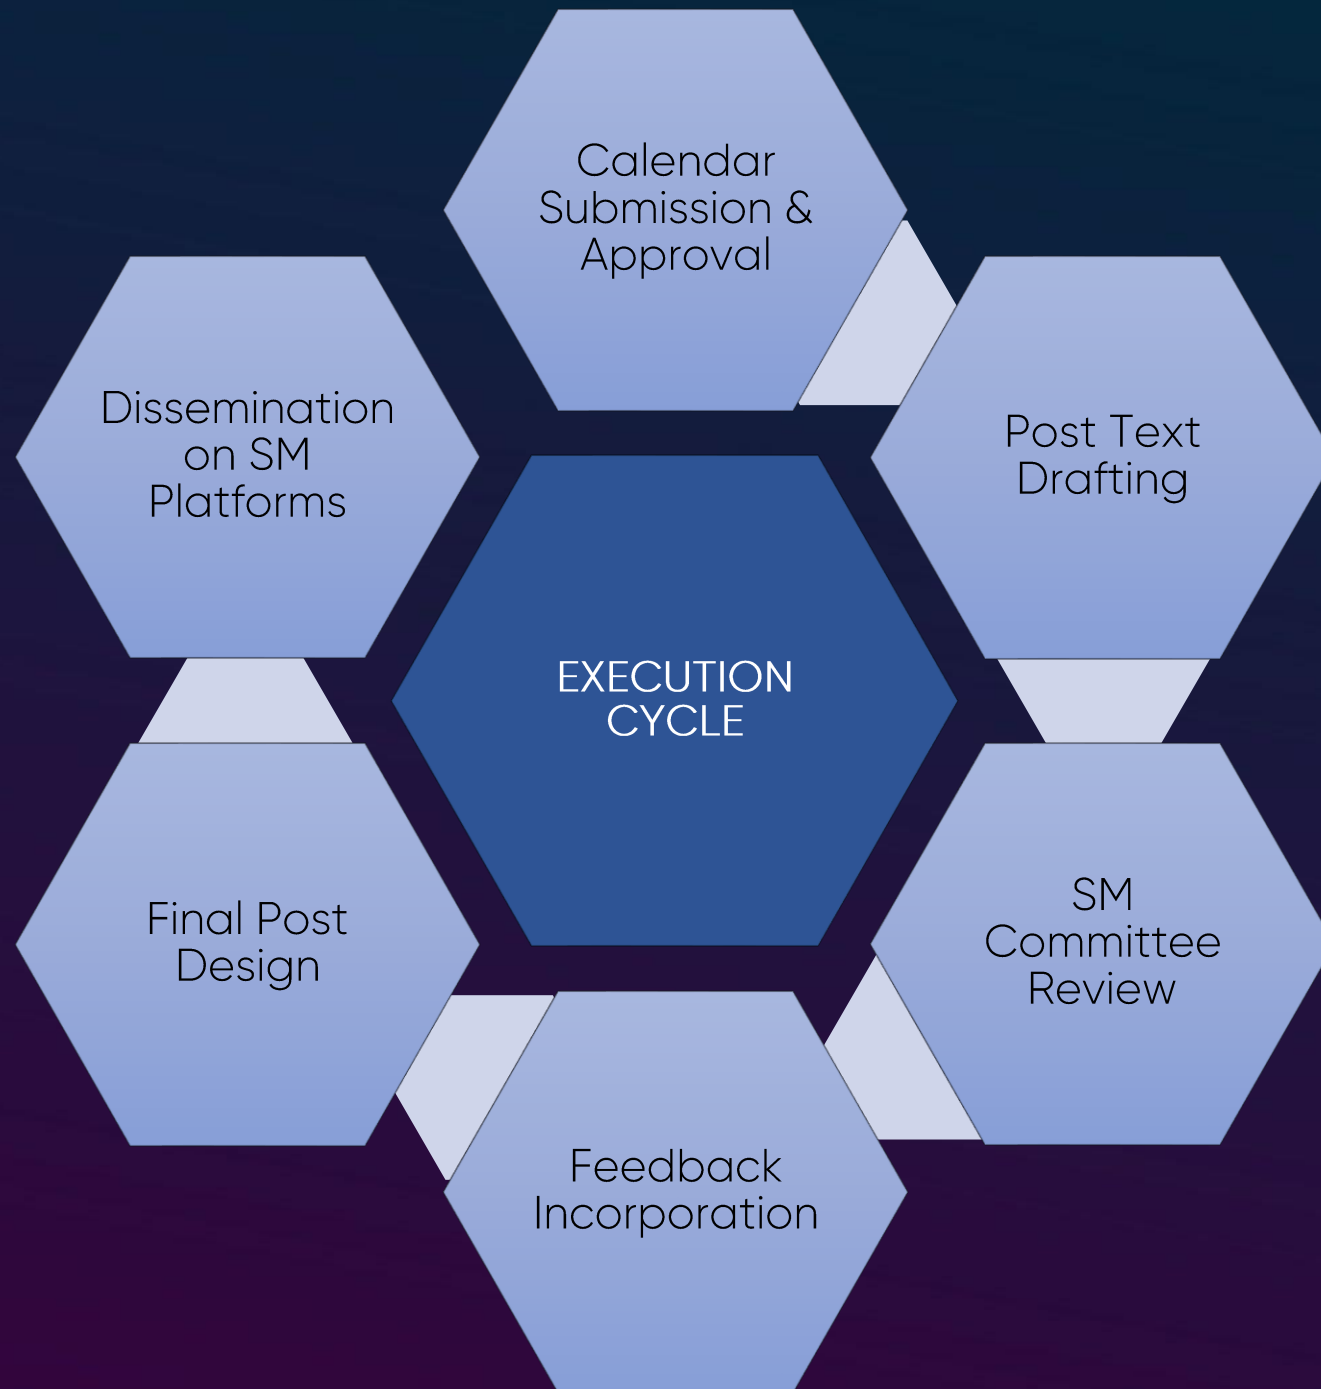 Calendar
Submission &
Approval
Post Text
Drafting
SM
Committee
Review
Feedback
Incorporation
Final Post
Design
Dissemination
on SM
Platforms
EXECUTION
CYCLE